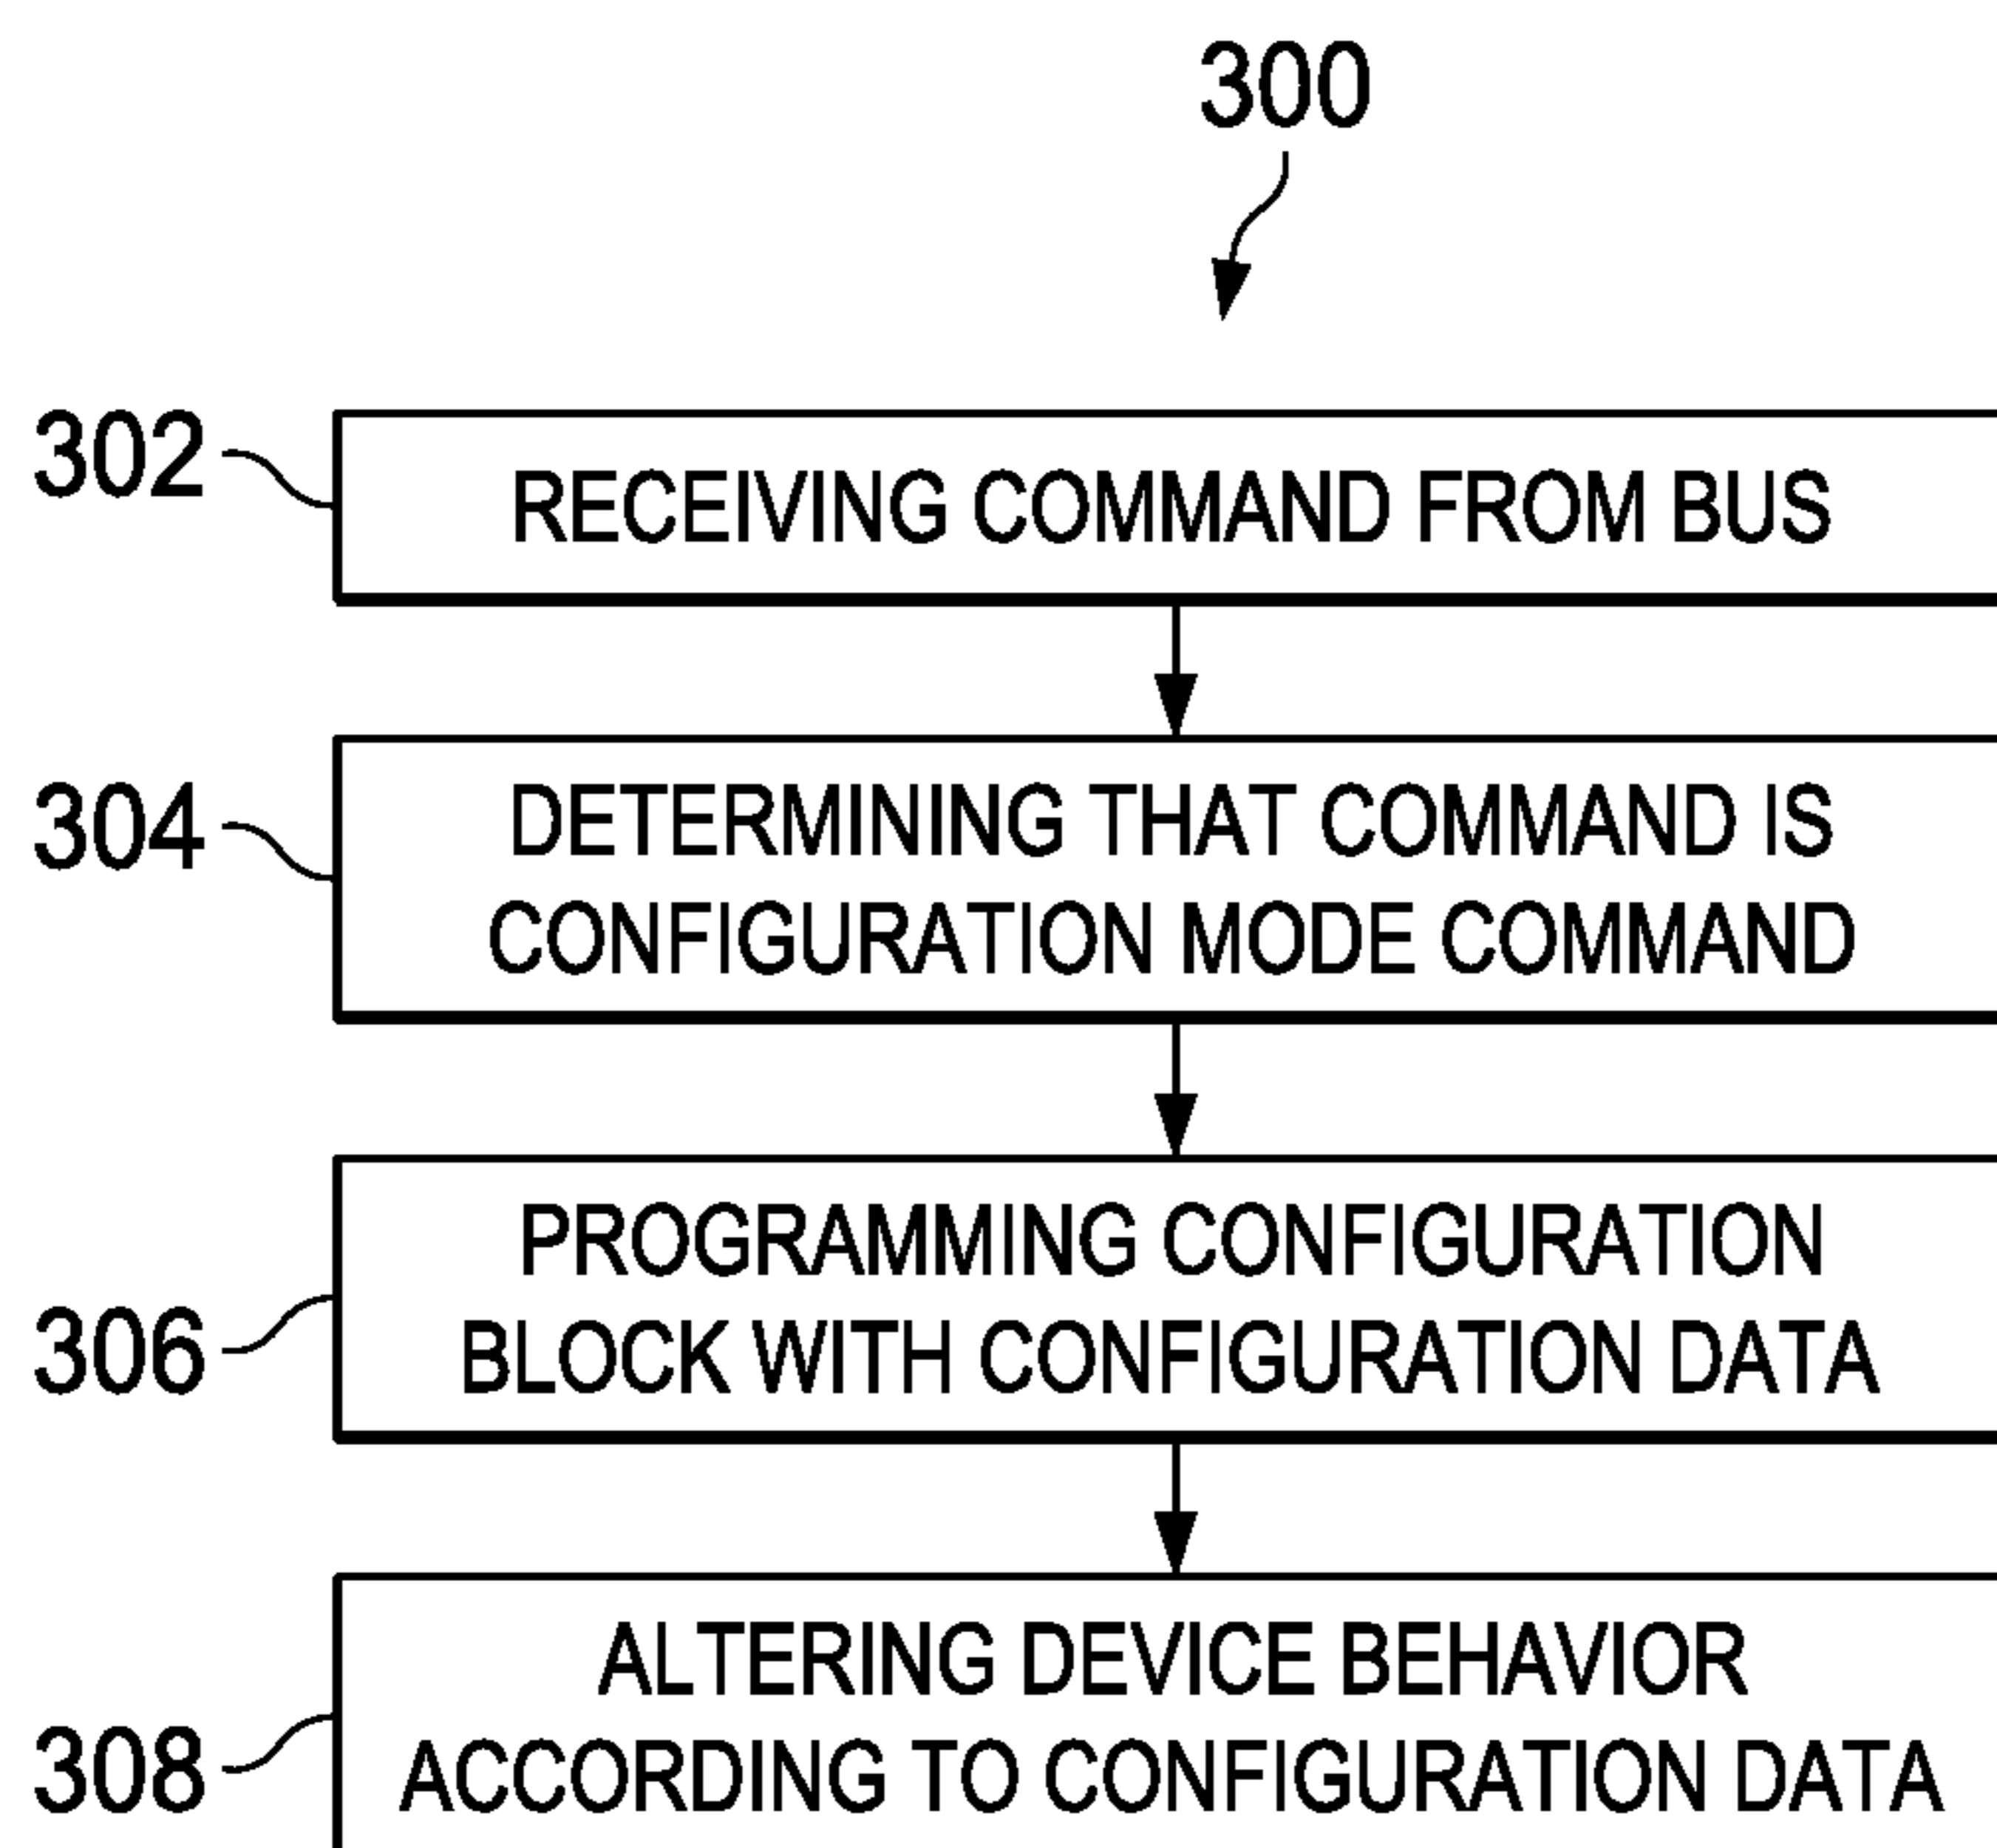 300
302
RECEIVING COMMAND FROM BUS
304
DETERMINING THAT COMMAND IS
CONFIGURATION MODE COMMAND
306
PROGRAMMING CONFIGURATION
BLOCK WITH CONFIGURATION DATA
308
ALTERING DEVICE BEHAVIOR
ACCORDING TO CONFIGURATION DATA